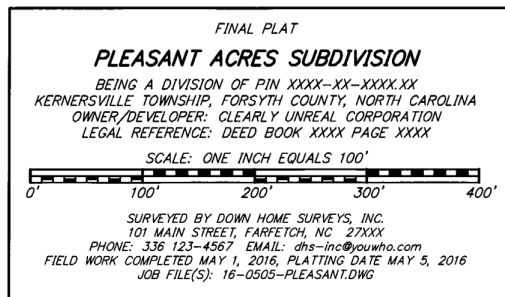 FINAL PLAT
PLEASANT ACRES SUBDIVISION
BEING A DIVISION OF PIN XXXX-XX-XXXX.XX
KERNERSVILLE TOWNSHIP, FORSYTH COUNTY, NORTH CAROLINA
OWNER/DEVELOPER: CLEARLY UNREAL CORPORATION
LEGAL REFERENCE: DEED BOOK XXXX PAGE XXXX
SCALE: ONE INCH EQUALS 100'
0' 100' 200' 300' 400'
SURVEYED BY DOWN HOME SURVEYS, INC.
101 MAIN STREET, FARFETCH, NC 27XXX
PHONE: 336 123-4567 EMAIL: dhs-inc@youwho.com
FIELD WORK COMPLETED MAY 1, 2016, PLATTING DATE MAY 5, 2016
JOB FILE(S): 16-0505-PLEASANT.DWG